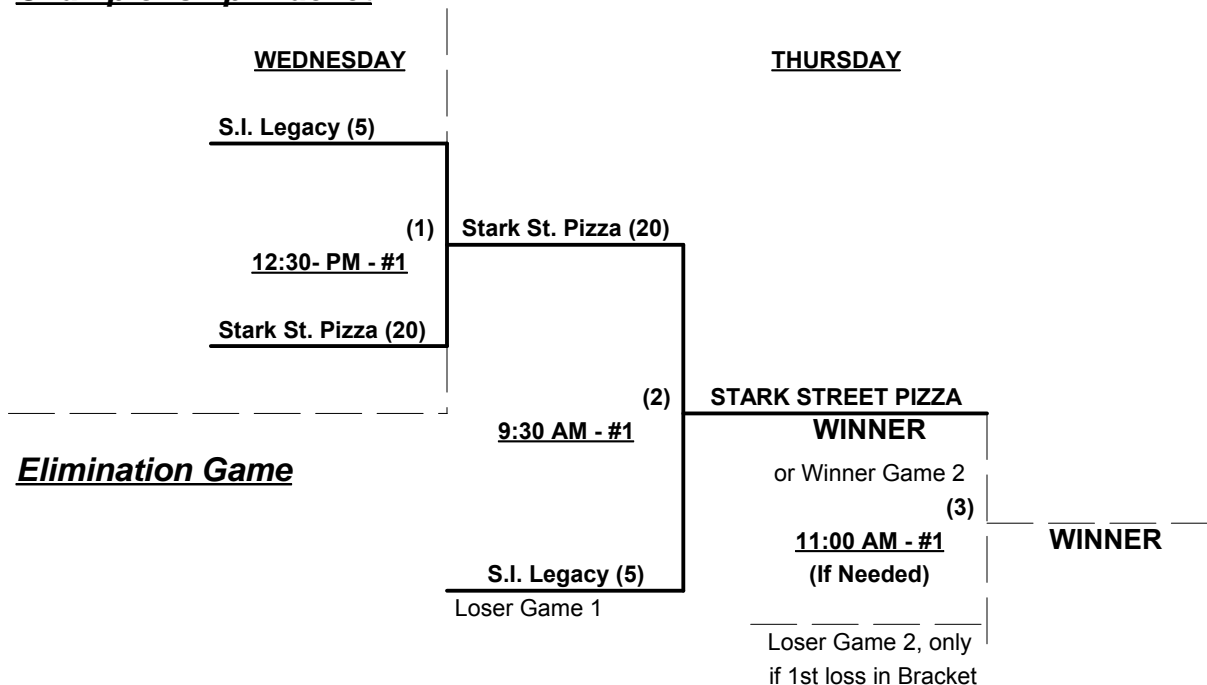 WEDNESDAY
THURSDAY
S.I. Legacy (5)
(1)
Stark St. Pizza (20)
12:30- PM - #1
Stark St. Pizza (20)
(2)
STARK STREET PIZZA
9:30 AM - #1
WINNER
Elimination Game
or Winner Game 2
(3)
11:00 AM - #1
WINNER
(If Needed)
S.I. Legacy (5)
Loser Game 1
Loser Game 2, only
if 1st loss in Bracket